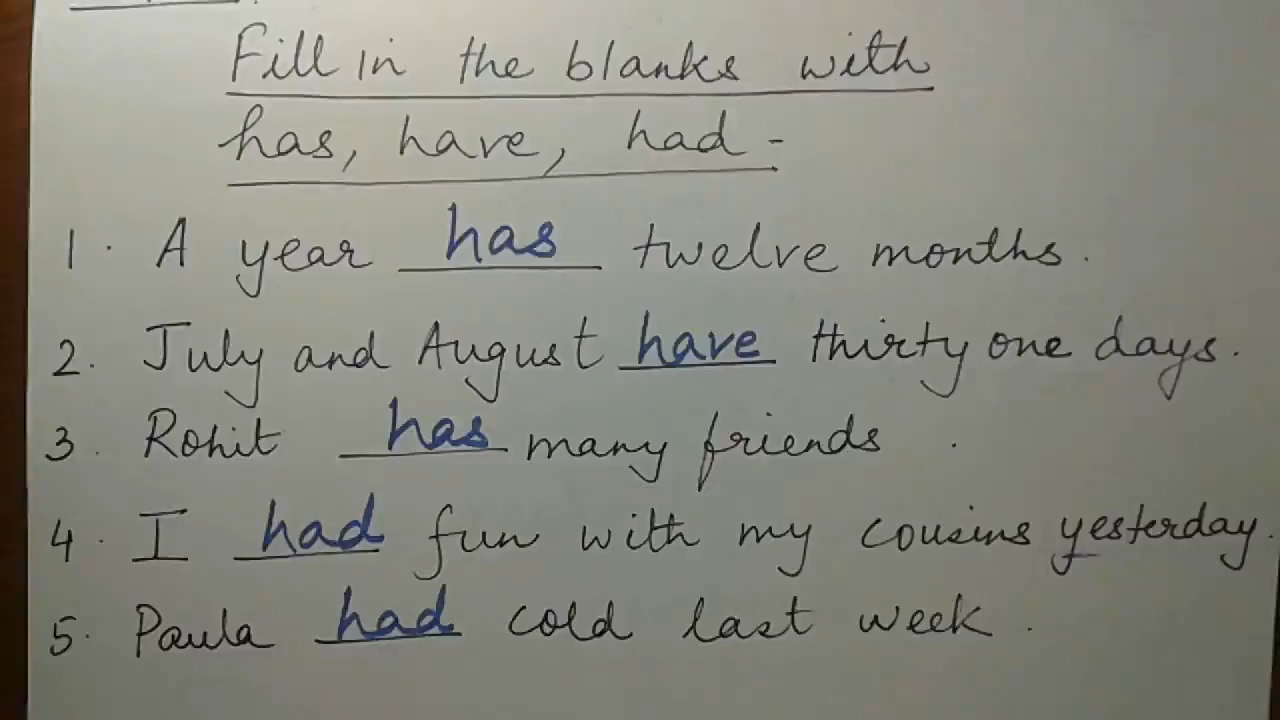 Fill in the blanks with
has, have, had -
1. A year has twelve months.
2. July and August have thirty one days.
3. Rohit has many friends.
4. I had fun with my cousins yesterday.
5. Paula had cold last week.